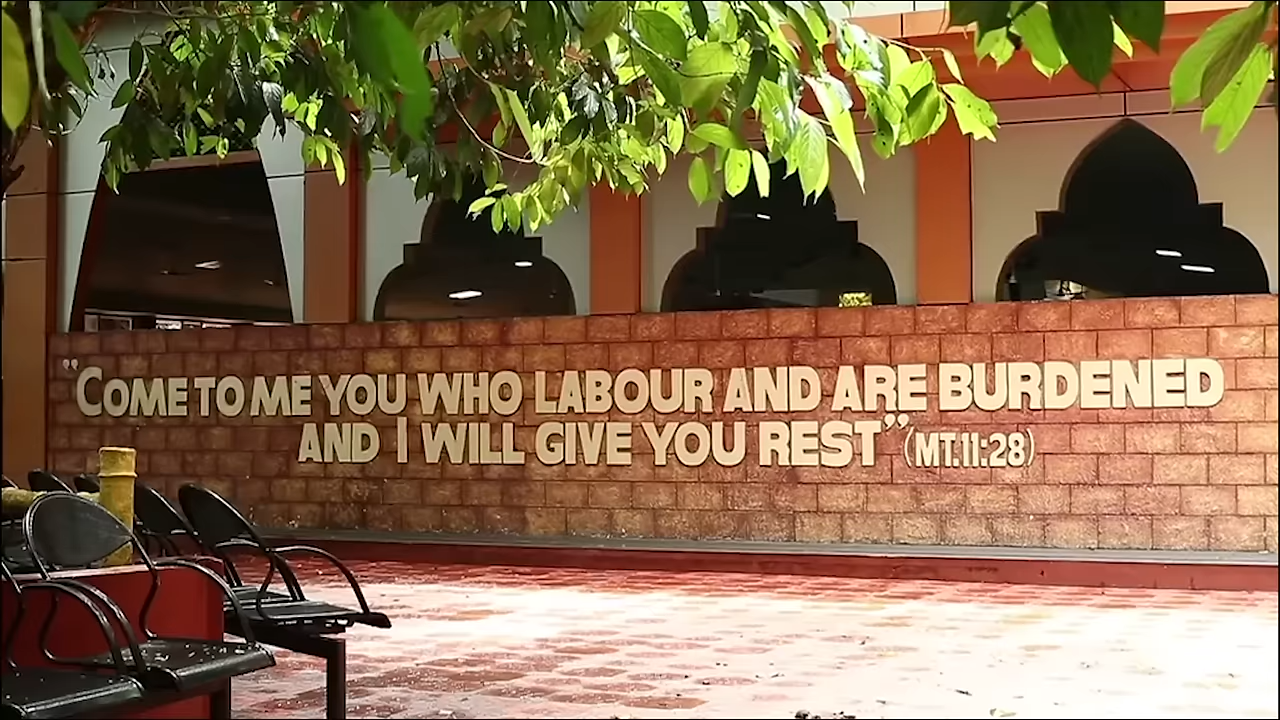 "COME TO ME YOU WHO LABOUR AND ARE BURDENED
AND I WILL GIVE YOU REST" (MT.11:28)